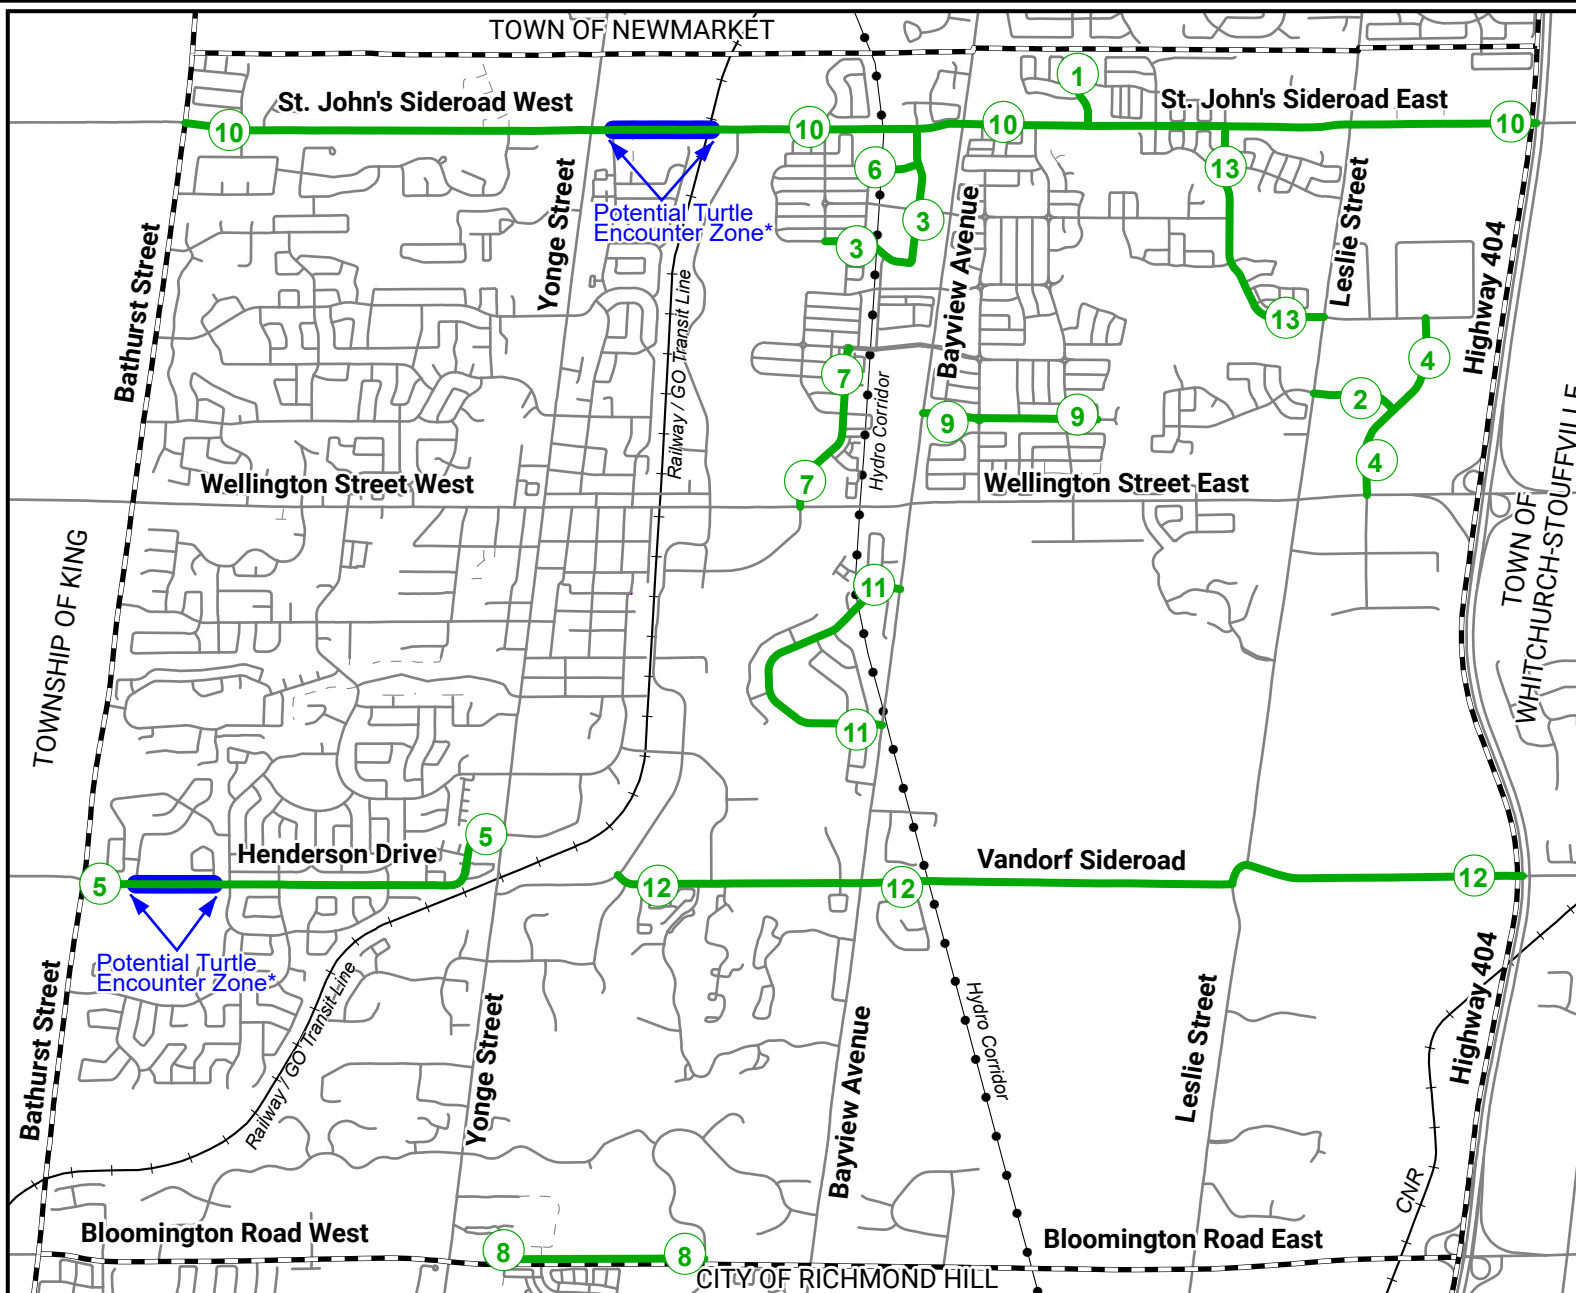 TOWN OF NEWMARKET
1
St. John's Sideroad West
St. John's Sideroad East
10
10
10
10
6
13
Potential Turtle
Encounter Zone*
3
3
Yonge Street
Bathurst Street
Bayview Avenue
Leslie Street
Highway 404
Railway / GO Transit Line
13
4
7
Hydro Corridor
2
9
9
4
7
Wellington Street West
Wellington Street East
TOWNSHIP OF KING
TOWN OF
WHITCHURCH-STOUFFVILLE
11
11
5
Henderson Drive
Vandorf Sideroad
5
12
12
12
Potential Turtle
Encounter Zone*
Bathurst Street
Railway / GO Transit Line
Yonge Street
Bayview Avenue
Hydro Corridor
Leslie Street
Highway 404
CNR
Bloomington Road West
8
8
Bloomington Road East
CITY OF RICHMOND HILL